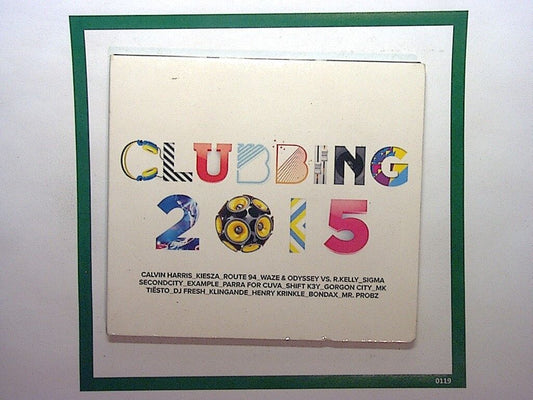 CLUBBING
2015
CALVIN HARRIS_KIESZA_ROUTE 94_WAZE & ODYSSEY VS. R.KELLY_SIGMA
SECONDCITY_EXAMPLE_PARRA FOR CUVA_SHIFT K3Y_GORGON CITY_MK
TIËSTO_DJ FRESH_KLINGANDE_HENRY KRINKLE_BONDAX_MR. PROBZ
0119